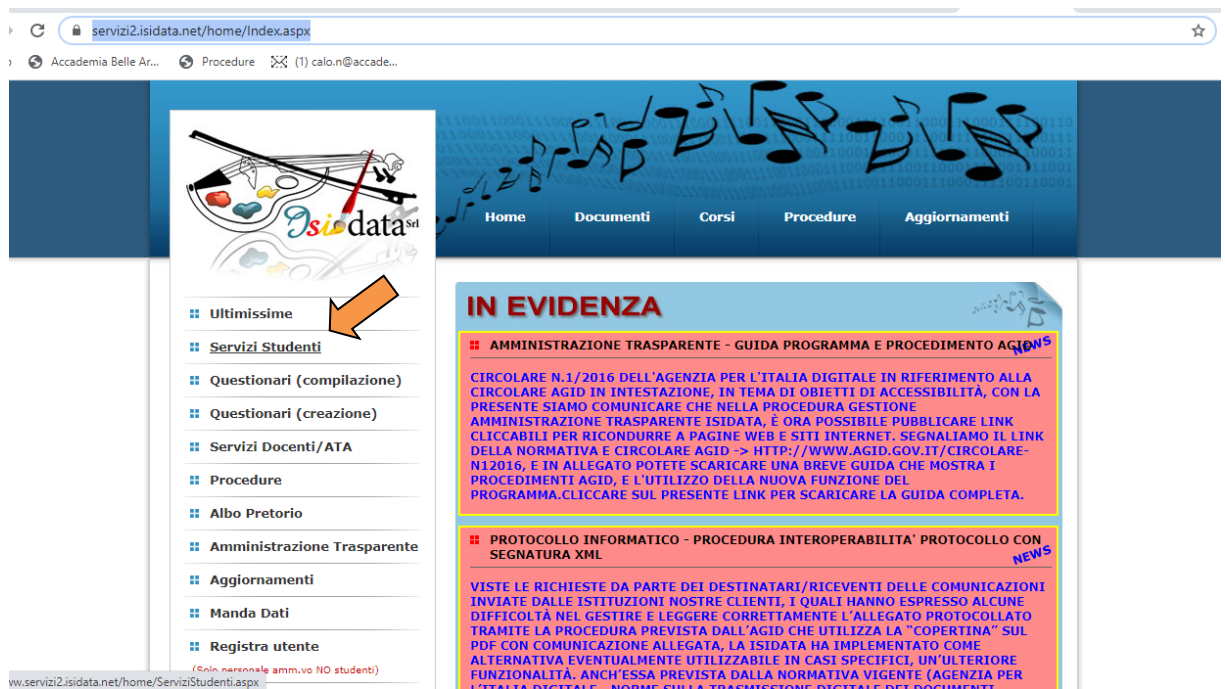 servizi2.isidata.net/home/Index.aspx
Accademia Belle Ar...
Procedure
(1) calo.n@accade...
Isidata Srl
Home
Documenti
Corsi
Procedure
Aggiornamenti
Ultimissime
Servizi Studenti
Questionari (compilazione)
Questionari (creazione)
Servizi Docenti/ATA
Procedure
Albo Pretorio
Amministrazione Trasparente
Aggiornamenti
Manda Dati
Registra utente
(Solo personale amm.vo NO studenti)
ww.servizi2.isidata.net/home/ServiziStudenti.aspx
IN EVIDENZA
AMMINISTRAZIONE TRASPARENTE - GUIDA PROGRAMMA E PROCEDIMENTO AGID
NEWS
CIRCOLARE N.1/2016 DELL'AGENZIA PER L'ITALIA DIGITALE IN RIFERIMENTO ALLA
CIRCOLARE AGID IN INTESTAZIONE, IN TEMA DI OBIETTI DI ACCESSIBILITÀ, CON LA
PRESENTE SIAMO COMUNICARE CHE NELLA PROCEDURA GESTIONE
AMMINISTRAZIONE TRASPARENTE ISIDATA, È ORA POSSIBILE PUBBLICARE LINK
CLICCABILI PER RICONDURRE A PAGINE WEB E SITI INTERNET. SEGNALIAMO IL LINK
DELLA NORMATIVA E CIRCOLARE AGID -> HTTP://WWW.AGID.GOV.IT/CIRCOLARE-
N12016, E IN ALLEGATO POTETE SCARICARE UNA BREVE GUIDA CHE MOSTRA I
PROCEDIMENTI AGID, E L'UTILIZZO DELLA NUOVA FUNZIONE DEL
PROGRAMMA.CLICCARE SUL PRESENTE LINK PER SCARICARE LA GUIDA COMPLETA.
PROTOCOLLO INFORMATICO - PROCEDURA INTEROPERABILITA' PROTOCOLLO CON
SEGNATURA XML
NEWS
VISTE LE RICHIESTE DA PARTE DEI DESTINATARI/RICEVENTI DELLE COMUNICAZIONI
INVIATE DALLE ISTITUZIONI NOSTRE CLIENTI, I QUALI HANNO ESPRESSO ALCUNE
DIFFICOLTÀ NEL GESTIRE E LEGGERE CORRETTAMENTE L'ALLEGATO PROTOCOLLATO
TRAMITE LA PROCEDURA PREVISTA DALL'AGID CHE UTILIZZA LA "COPERTINA" SUL
PDF CON COMUNICAZIONE ALLEGATA, LA ISIDATA HA IMPLEMENTATO COME
ALTERNATIVA EVENTUALMENTE UTILIZZABILE IN CASI SPECIFICI, UN'ULTERIORE
FUNZIONALITÀ. ANCH'ESSA PREVISTA DALLA NORMATIVA VIGENTE (AGENZIA PER
L'ITALIA DIGITALE - NORME SULLA TRASMISSIONE DIGITALE DEI DOCUMENTI